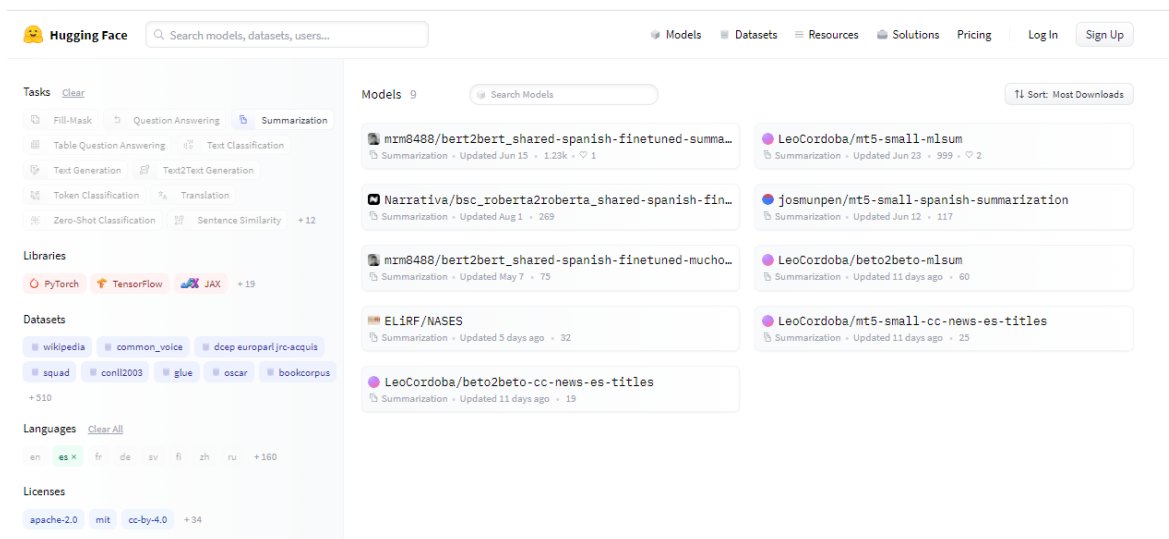 Hugging Face
Search models, datasets, users...
Models
Datasets
Resources
Solutions
Pricing
Log In
Sign Up
Tasks Clear
Fill-Mask Question Answering Summarization
Table Question Answering Text Classification
Text Generation Text2Text Generation
Token Classification Translation
Zero-Shot Classification Sentence Similarity +12
Libraries
PyTorch TensorFlow JAX +19
Datasets
wikipedia common_voice dcep europarl jrc-acquis
squad conll2003 glue oscar bookcorpus
+510
Languages Clear All
en es × fr de sv fi zh ru +160
Licenses
apache-2.0 mit cc-by-4.0 +34
Models 9
Search Models
↑↓ Sort: Most Downloads
mrm8488/bert2bert_shared-spanish-finetuned-summa…
Summarization • Updated Jun 15 • 1.23k • ♡ 1
LeoCordoba/mt5-small-mlsum
Summarization • Updated Jun 23 • 999 • ♡ 2
Narrativa/bsc_roberta2roberta_shared-spanish-fin…
Summarization • Updated Aug 1 • 269
josmunpen/mt5-small-spanish-summarization
Summarization • Updated Jun 12 • 117
mrm8488/bert2bert_shared-spanish-finetuned-mucho…
Summarization • Updated May 7 • 75
LeoCordoba/beto2beto-mlsum
Summarization • Updated 11 days ago • 60
ELiRF/NASES
Summarization • Updated 5 days ago • 32
LeoCordoba/mt5-small-cc-news-es-titles
Summarization • Updated 11 days ago • 25
LeoCordoba/beto2beto-cc-news-es-titles
Summarization • Updated 11 days ago • 19